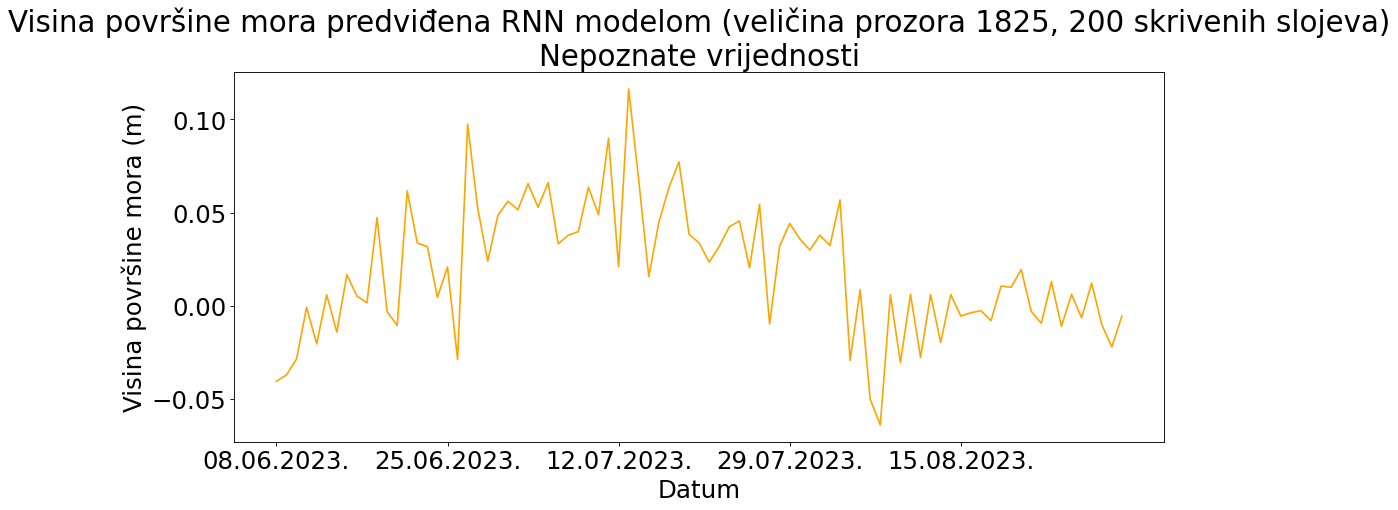 Visina površine mora predviđena RNN modelom (veličina prozora 1825, 200 skrivenih slojeva)
Nepoznate vrijednosti
Visina površine mora (m)
0.10
0.05
0.00
−0.05
08.06.2023. 25.06.2023. 12.07.2023. 29.07.2023. 15.08.2023.
Datum